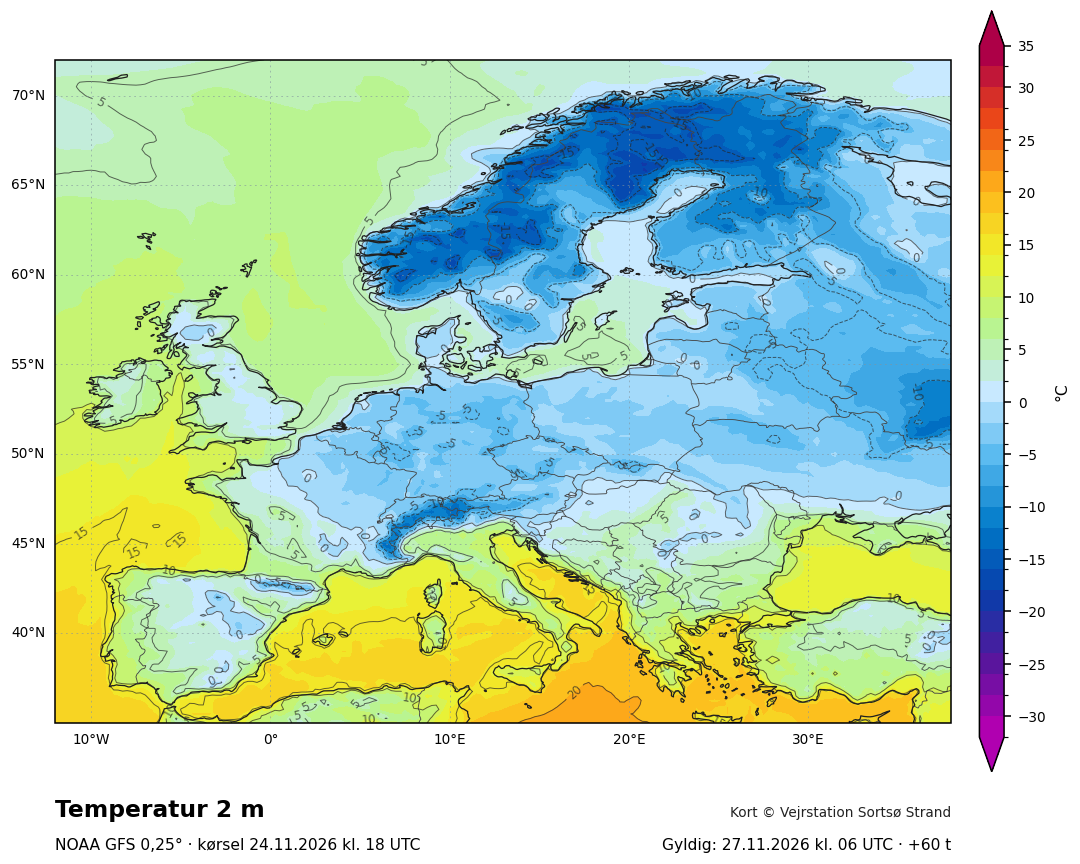 70°N
65°N
60°N
55°N
50°N
45°N
40°N
10°W
0°
10°E
20°E
30°E
35
30
25
20
15
10
5
0
−5
−10
−15
−20
−25
−30
°C
Temperatur 2 m
Kort © Vejrstation Sortsø Strand
NOAA GFS 0,25° · kørsel 24.11.2026 kl. 18 UTC
Gyldig: 27.11.2026 kl. 06 UTC · +60 t